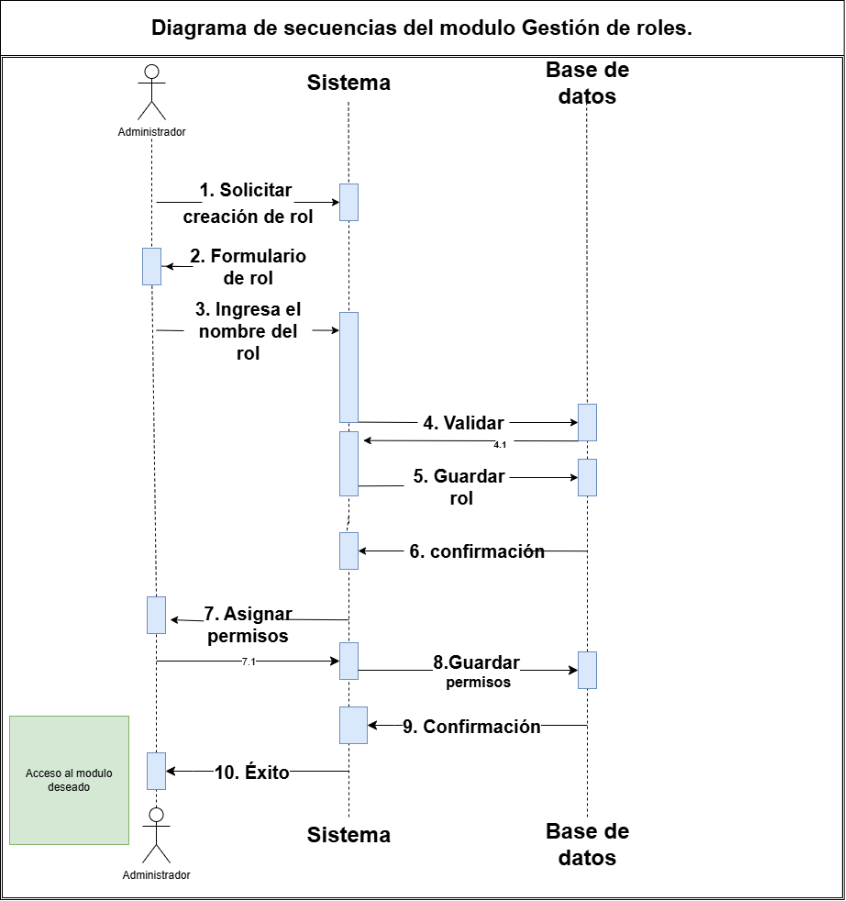 Diagrama de secuencias del modulo Gestión de roles.
Sistema
Base de
datos
Administrador
1. Solicitar
creación de rol
2. Formulario
de rol
3. Ingresa el
nombre del
rol
4. Validar
4.1
5. Guardar
rol
6. confirmación
7. Asignar
permisos
7.1
8.Guardar
permisos
9. Confirmación
10. Éxito
Acceso al modulo
deseado
Sistema
Base de
datos
Administrador